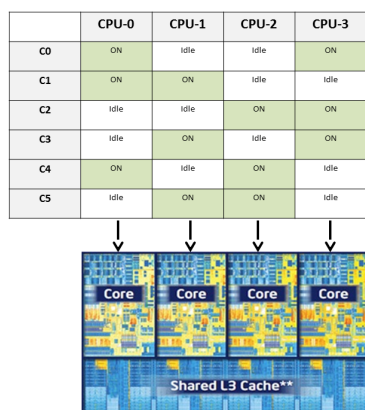 CPU-0 CPU-1 CPU-2 CPU-3
C0 ON Idle Idle ON
C1 ON ON Idle Idle
C2 Idle Idle ON ON
C3 Idle ON Idle ON
C4 ON Idle ON Idle
C5 Idle ON ON Idle
Core Core Core Core
Shared L3 Cache**